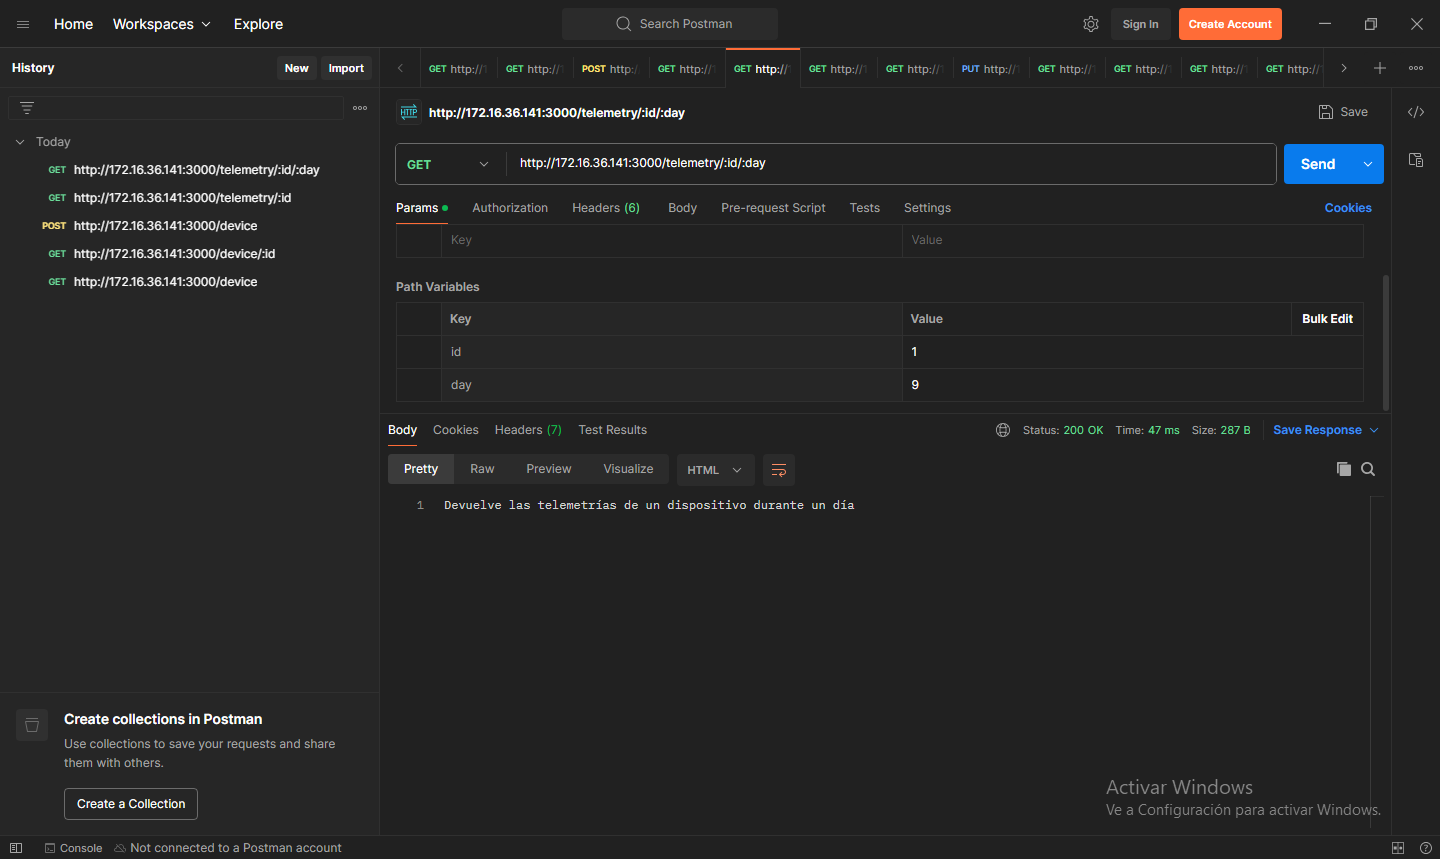 Home Workspaces Explore Search Postman Sign In Create Account
History New Import
GET http:// GET http:// POST http: GET http:// GET http:// GET http:// GET http:// PUT http:// GET http:// GET http:// GET http:// GET http://
HTTP http://172.16.36.141:3000/telemetry/:id/:day Save
Today
GET http://172.16.36.141:3000/telemetry/:id/:day
GET http://172.16.36.141:3000/telemetry/:id
POST http://172.16.36.141:3000/device
GET http://172.16.36.141:3000/device/:id
GET http://172.16.36.141:3000/device
GET http://172.16.36.141:3000/telemetry/:id/:day Send
Params Authorization Headers (6) Body Pre-request Script Tests Settings Cookies
Key Value
Path Variables
Key Value Bulk Edit
id 1
day 9
Body Cookies Headers (7) Test Results Status: 200 OK Time: 47 ms Size: 287 B Save Response
Pretty Raw Preview Visualize HTML
1 Devuelve las telemetrías de un dispositivo durante un día
Create collections in Postman
Use collections to save your requests and share
them with others.
Create a Collection
Activar Windows
Ve a Configuración para activar Windows.
Console Not connected to a Postman account